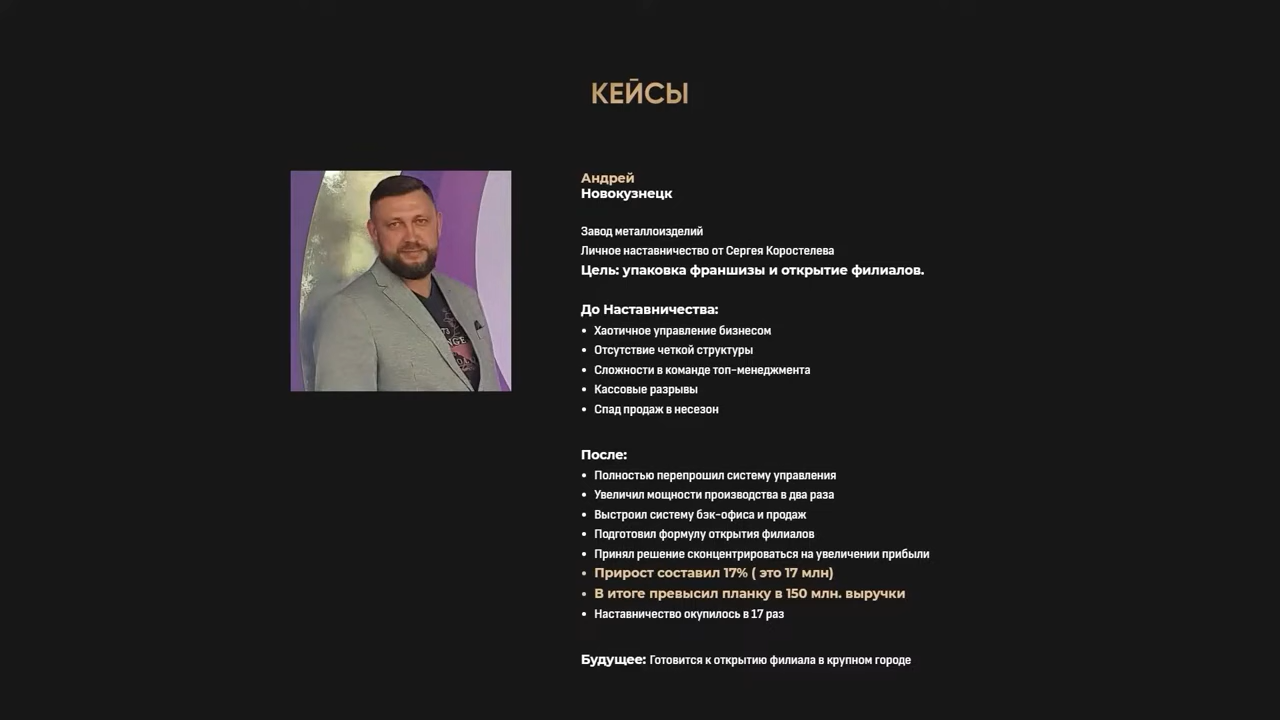 КЕЙСЫ
Андрей
Новокузнецк
Завод металлоизделий
Личное наставничество от Сергея Коростелева
Цель: упаковка франшизы и открытие филиалов.
До Наставничества:
• Хаотичное управление бизнесом
• Отсутствие четкой структуры
• Сложности в команде топ-менеджмента
• Кассовые разрывы
• Спад продаж в несезон
После:
• Полностью перепрошил систему управления
• Увеличил мощности производства в два раза
• Выстроил систему бэк-офиса и продаж
• Подготовил формулу открытия филиалов
• Принял решение сконцентрироваться на увеличении прибыли
• Прирост составил 17% ( это 17 млн)
• В итоге превысил планку в 150 млн. выручки
• Наставничество окупилось в 17 раз
Будущее: Готовится к открытию филиала в крупном городе